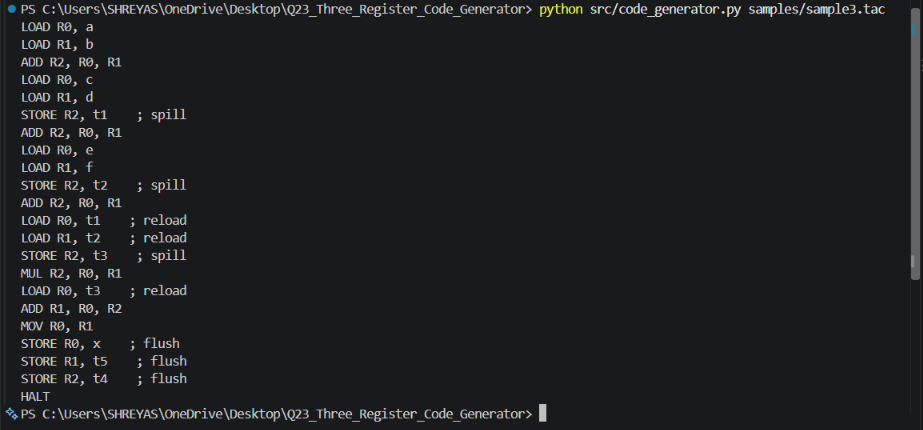 PS C:\Users\SHREYAS\OneDrive\Desktop\Q23_Three_Register_Code_Generator> python src/code_generator.py samples/sample3.tac
LOAD R0, a
LOAD R1, b
ADD R2, R0, R1
LOAD R0, c
LOAD R1, d
STORE R2, t1    ; spill
ADD R2, R0, R1
LOAD R0, e
LOAD R1, f
STORE R2, t2    ; spill
ADD R2, R0, R1
LOAD R0, t1    ; reload
LOAD R1, t2    ; reload
STORE R2, t3    ; spill
MUL R2, R0, R1
LOAD R0, t3    ; reload
ADD R1, R0, R2
MOV R0, R1
STORE R0, x    ; flush
STORE R1, t5    ; flush
STORE R2, t4    ; flush
HALT
PS C:\Users\SHREYAS\OneDrive\Desktop\Q23_Three_Register_Code_Generator>